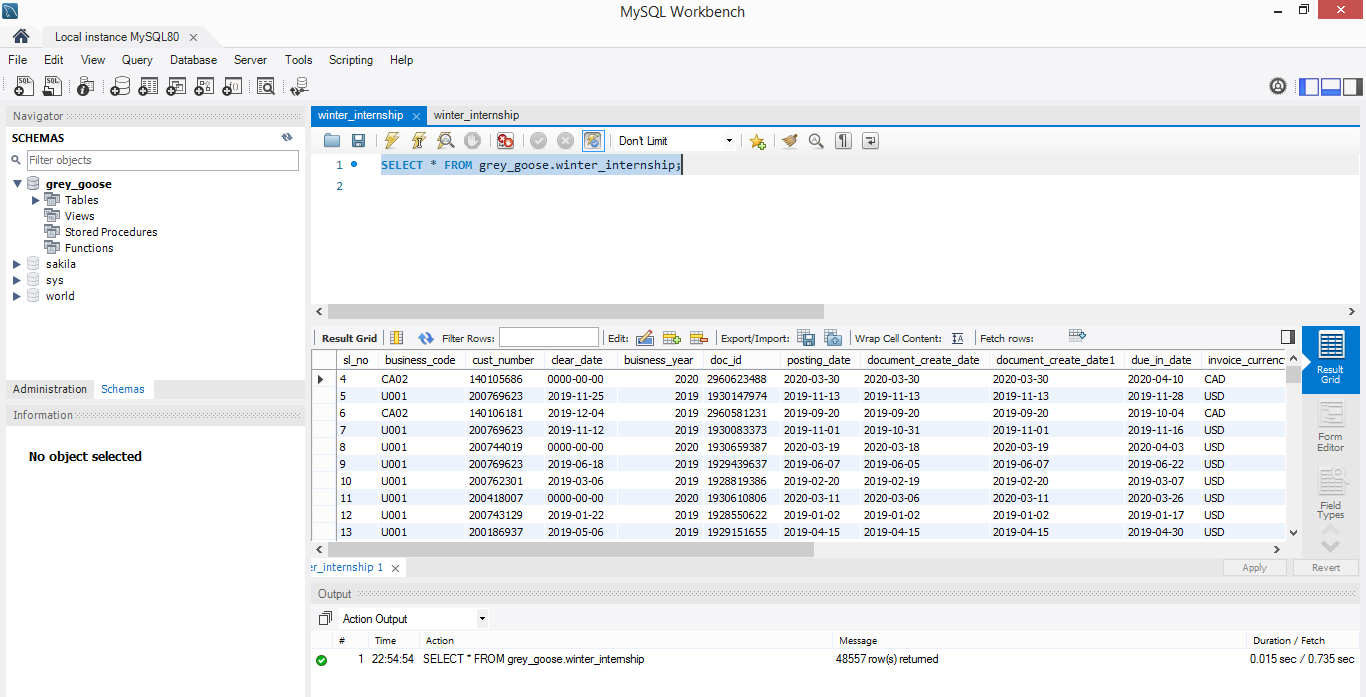 MySQL Workbench
Local instance MySQL80
File Edit View Query Database Server Tools Scripting Help
Navigator
SCHEMAS
Filter objects
grey_goose
Tables
Views
Stored Procedures
Functions
sakila
sys
world
Administration Schemas
Information
No object selected
winter_internship winter_internship
Don't Limit
1 SELECT * FROM grey_goose.winter_internship;
2
Result Grid Filter Rows: Edit: Export/Import: Wrap Cell Content: Fetch rows:
sl_no business_code cust_number clear_date buisness_year doc_id posting_date document_create_date document_create_date1 due_in_date invoice_currenc
4 CA02 140105686 0000-00-00 2020 2960623488 2020-03-30 2020-03-30 2020-03-30 2020-04-10 CAD
5 U001 200769623 2019-11-25 2019 1930147974 2019-11-13 2019-11-13 2019-11-13 2019-11-28 USD
6 CA02 140106181 2019-12-04 2019 2960581231 2019-09-20 2019-09-20 2019-09-20 2019-10-04 CAD
7 U001 200769623 2019-11-12 2019 1930083373 2019-11-01 2019-10-31 2019-11-01 2019-11-16 USD
8 U001 200744019 0000-00-00 2020 1930659387 2020-03-19 2020-03-18 2020-03-19 2020-04-03 USD
9 U001 200769623 2019-06-18 2019 1929439637 2019-06-07 2019-06-05 2019-06-07 2019-06-22 USD
10 U001 200762301 2019-03-06 2019 1928819386 2019-02-20 2019-02-19 2019-02-20 2019-03-07 USD
11 U001 200418007 0000-00-00 2020 1930610806 2020-03-11 2020-03-06 2020-03-11 2020-03-26 USD
12 U001 200743129 2019-01-22 2019 1928550622 2019-01-02 2019-01-02 2019-01-02 2019-01-17 USD
13 U001 200186937 2019-05-06 2019 1929151655 2019-04-15 2019-04-15 2019-04-15 2019-04-30 USD
Result
Grid
Form
Editor
Field
Types
er_internship 1
Apply Revert
Output
Action Output
# Time Action Message Duration / Fetch
1 22:54:54 SELECT * FROM grey_goose.winter_internship 48557 row(s) returned 0.015 sec / 0.735 sec